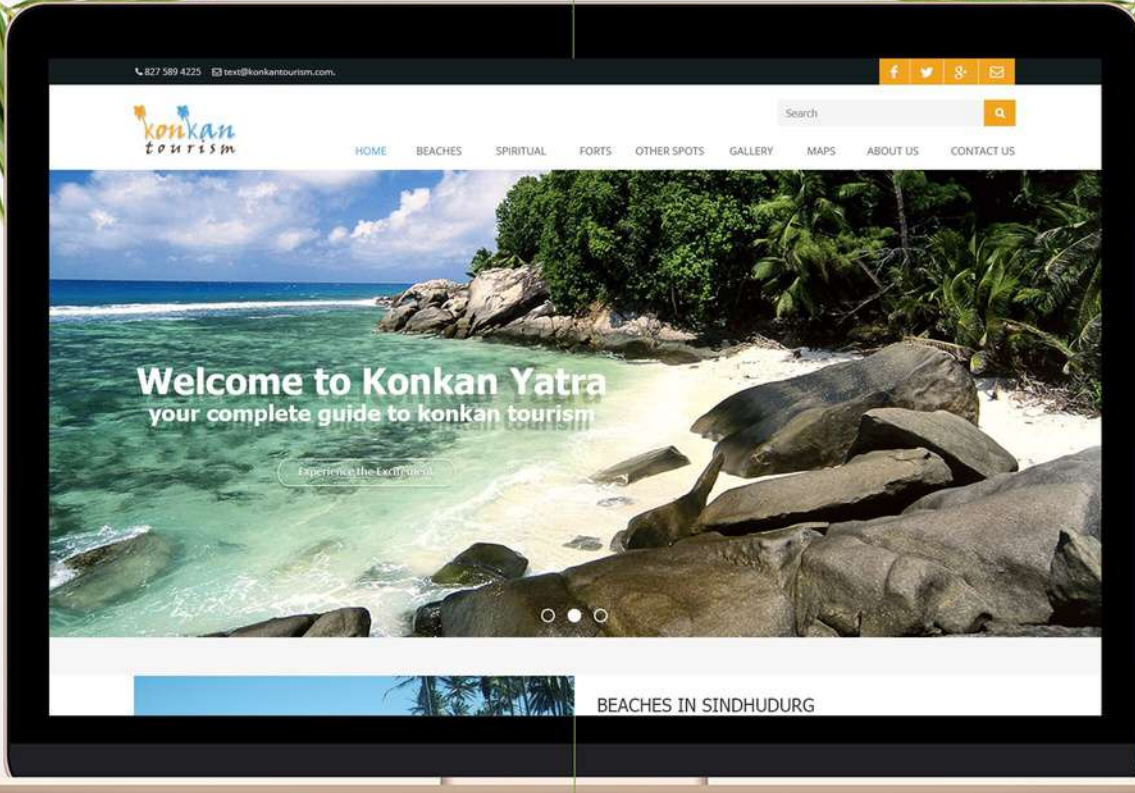 827 589 4225 text@konkantourism.com.
Search
konkan
tourism
HOME BEACHES SPIRITUAL FORTS OTHER SPOTS GALLERY MAPS ABOUT US CONTACT US
Welcome to Konkan Yatra
your complete guide to konkan tourism
Experience the Excitement
BEACHES IN SINDHUDURG